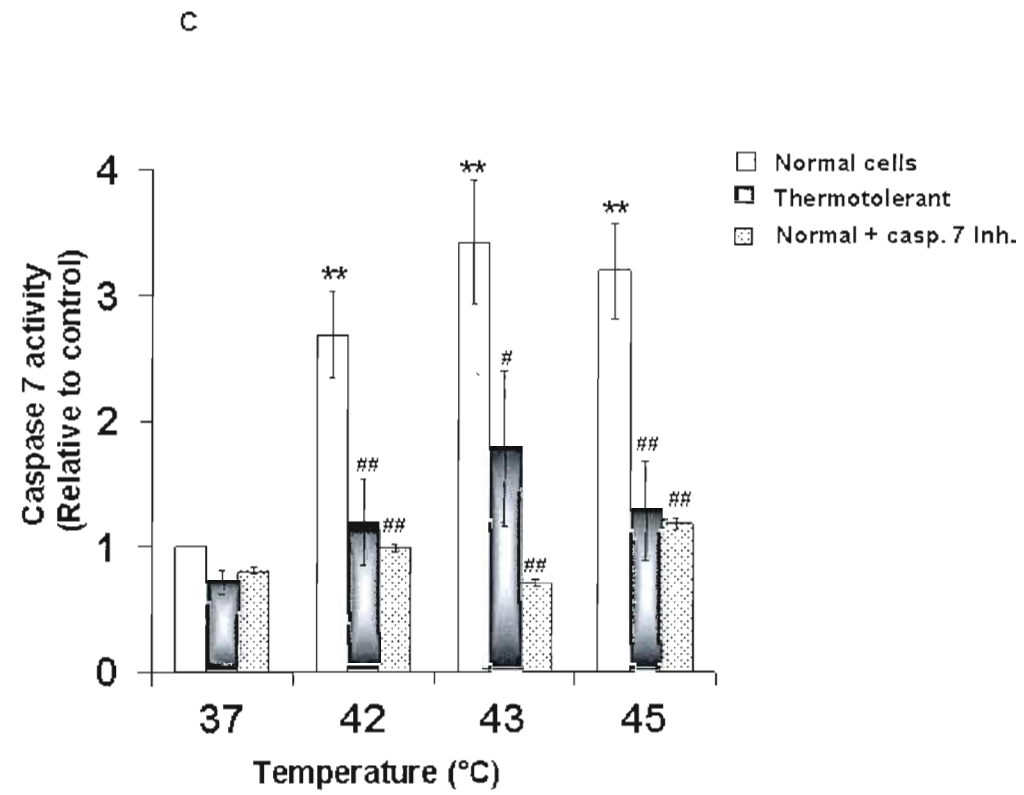 C
Caspase 7 activity
(Relative to control)
4
3
2
1
0
**
**
**
##
##
#
##
##
##
37
42
43
45
Temperature (°C)
Normal cells
Thermotolerant
Normal + casp. 7 Inh.